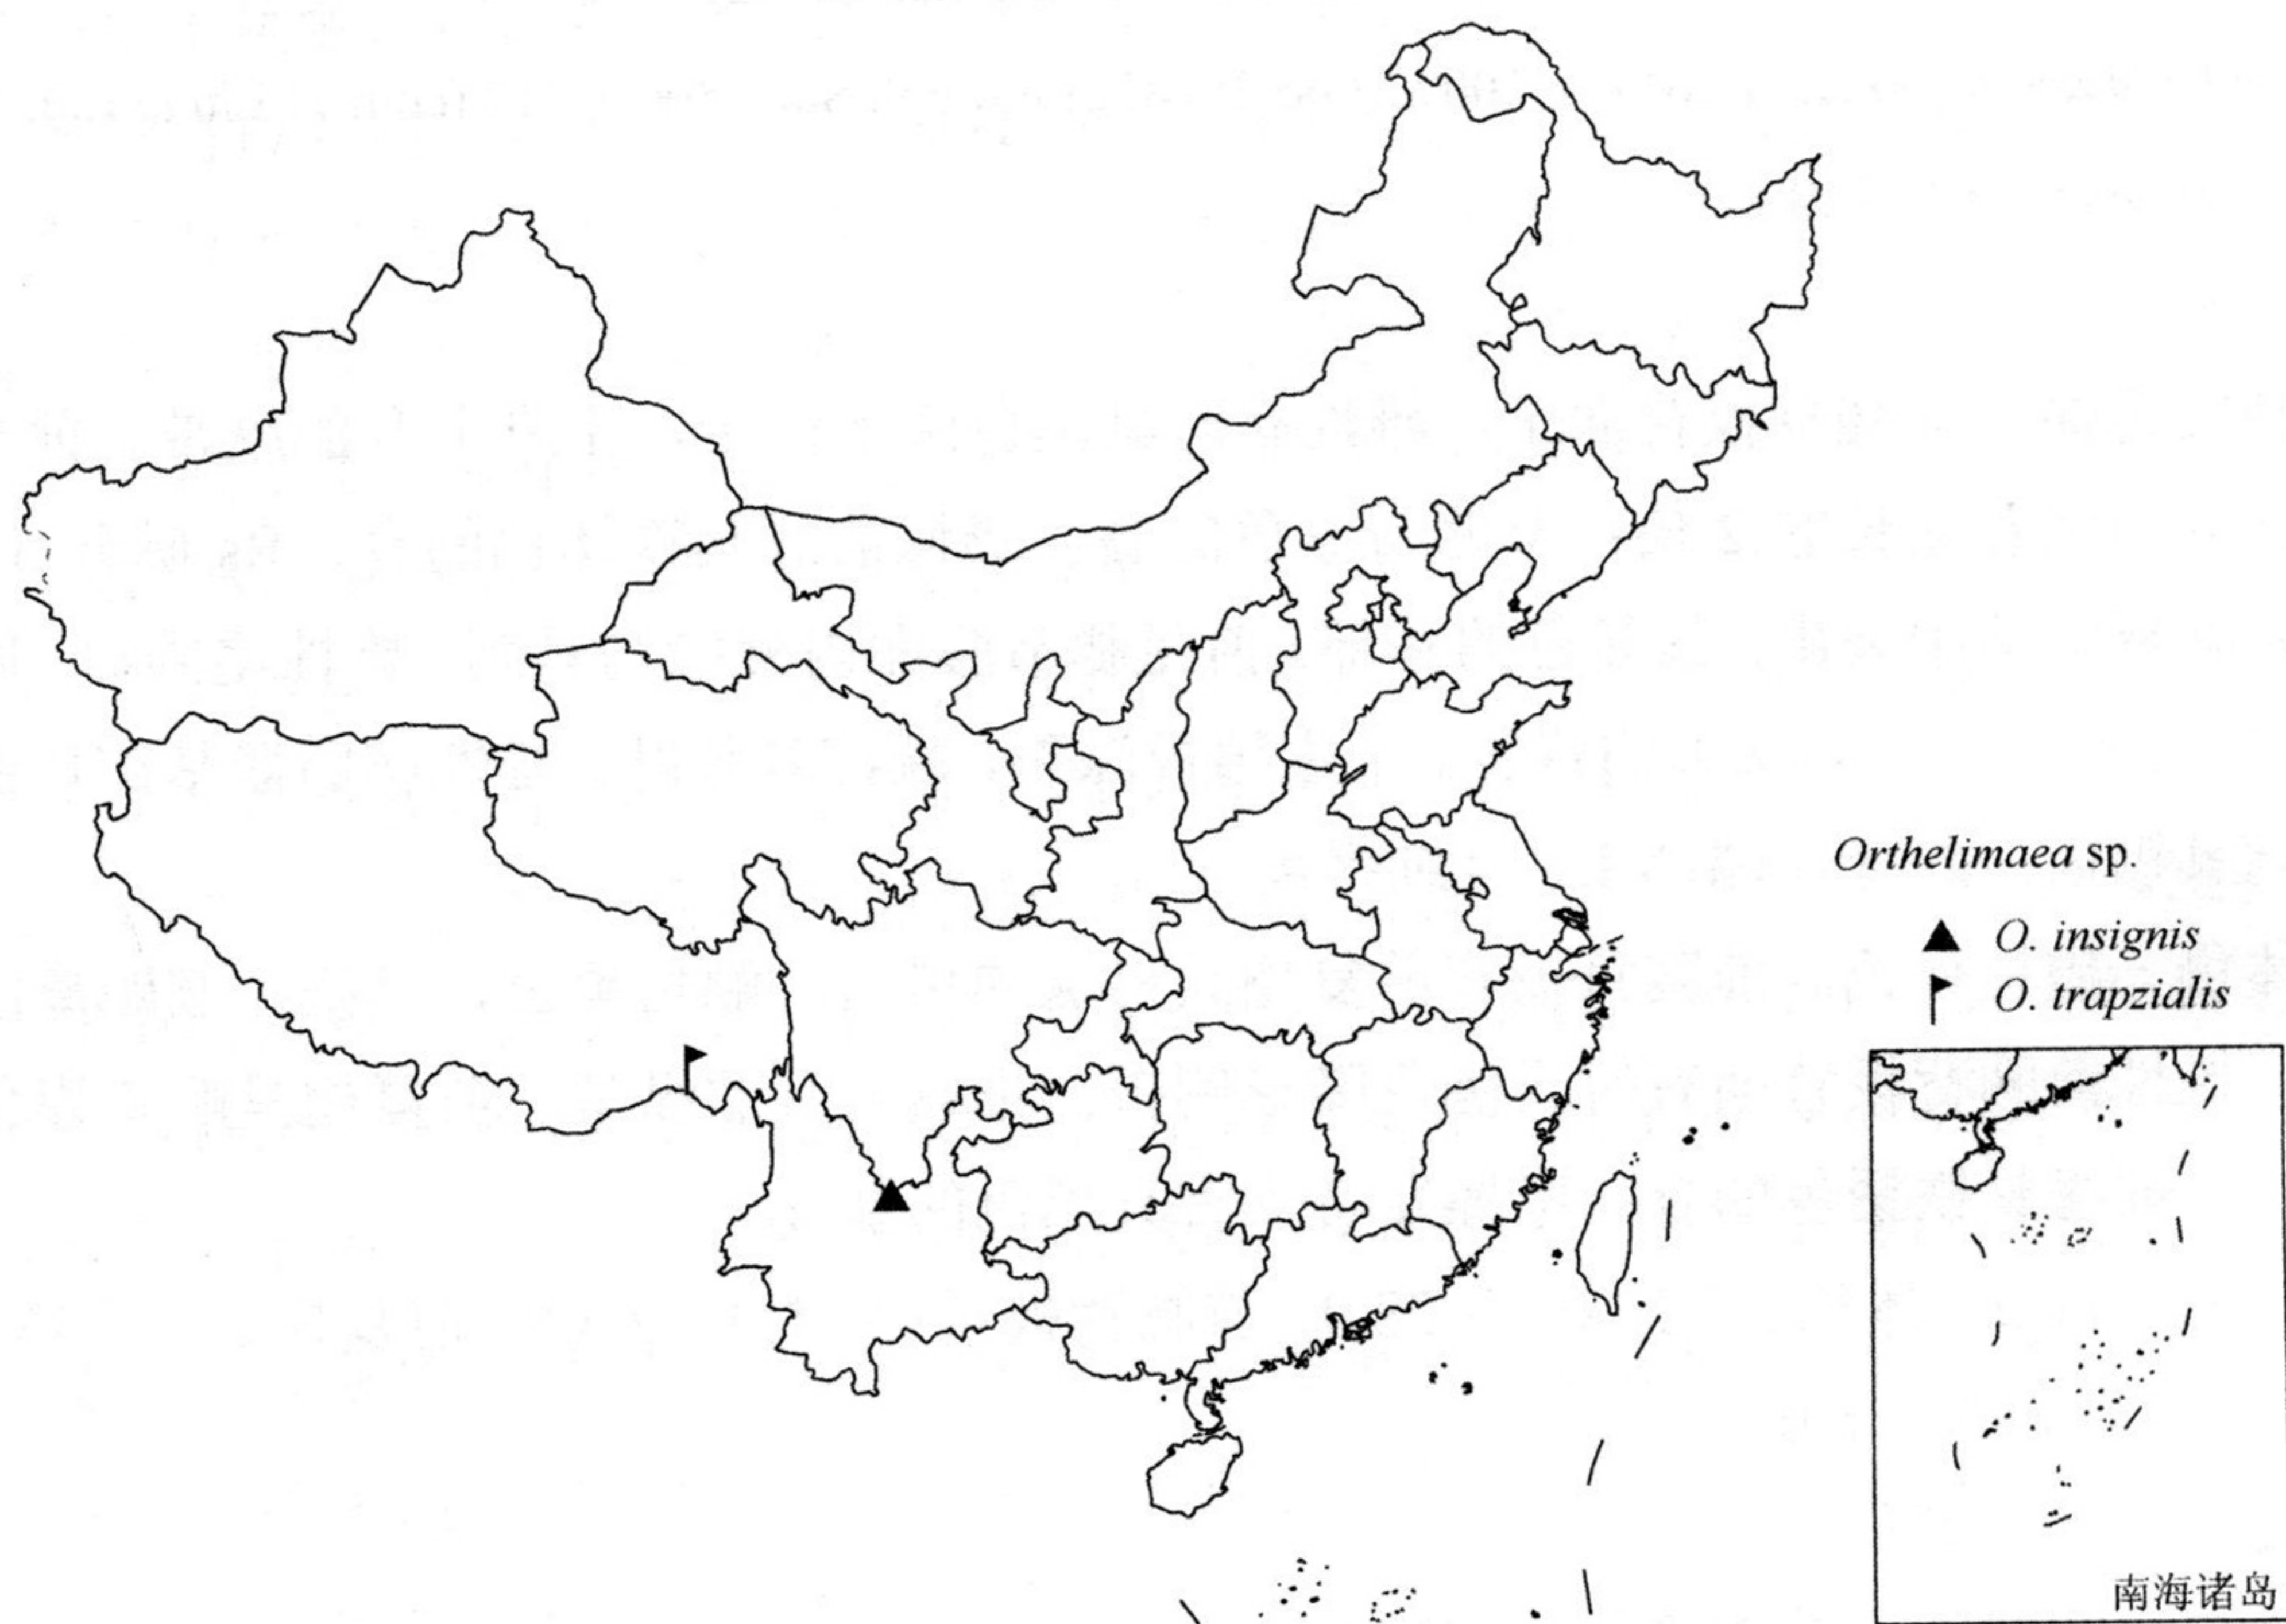 Orthelimaea sp.
O. insignis
O. trapzialis
南海诸岛